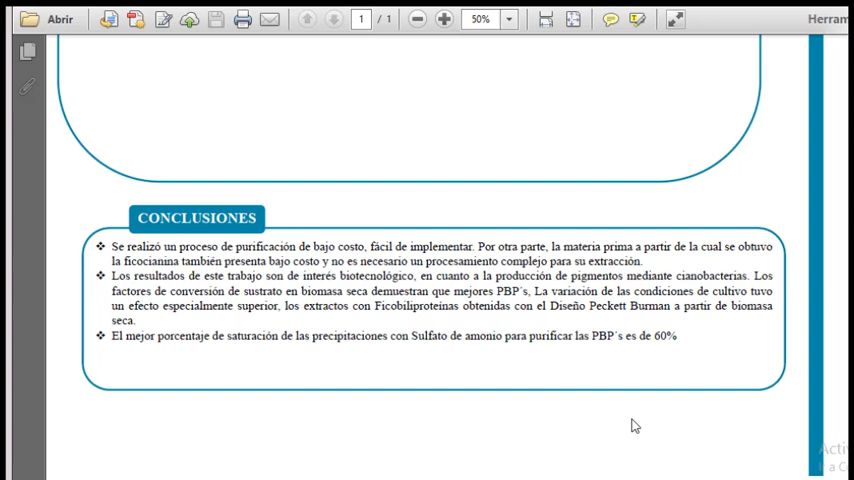 Abrir
1 / 1
50%
Herram
CONCLUSIONES
❖ Se realizó un proceso de purificación de bajo costo, fácil de implementar. Por otra parte, la materia prima a partir de la cual se obtuvo
la ficocianina también presenta bajo costo y no es necesario un procesamiento complejo para su extracción.
❖ Los resultados de este trabajo son de interés biotecnológico, en cuanto a la producción de pigmentos mediante cianobacterias. Los
factores de conversión de sustrato en biomasa seca demuestran que mejores PBP´s, La variación de las condiciones de cultivo tuvo
un efecto especialmente superior, los extractos con Ficobiliproteínas obtenidas con el Diseño Peckett Burman a partir de biomasa
seca.
❖ El mejor porcentaje de saturación de las precipitaciones con Sulfato de amonio para purificar las PBP´s es de 60%
Acti